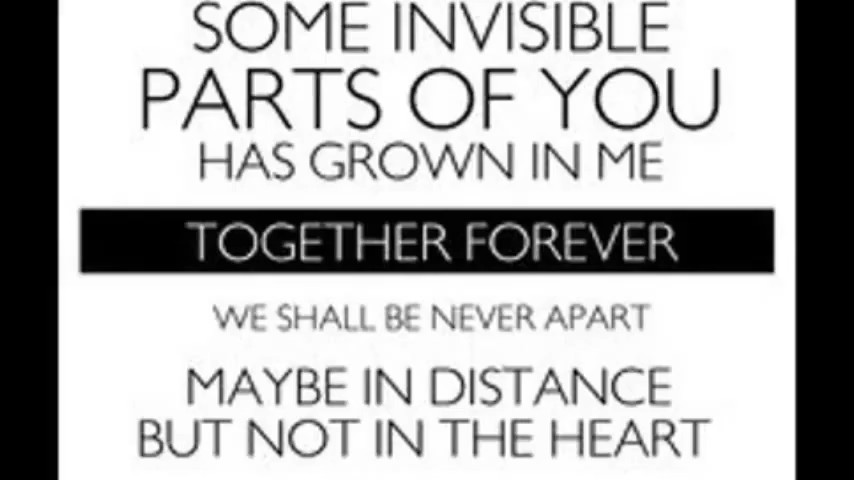 SOME INVISIBLE
PARTS OF YOU
HAS GROWN IN ME
TOGETHER FOREVER
WE SHALL BE NEVER APART
MAYBE IN DISTANCE
BUT NOT IN THE HEART